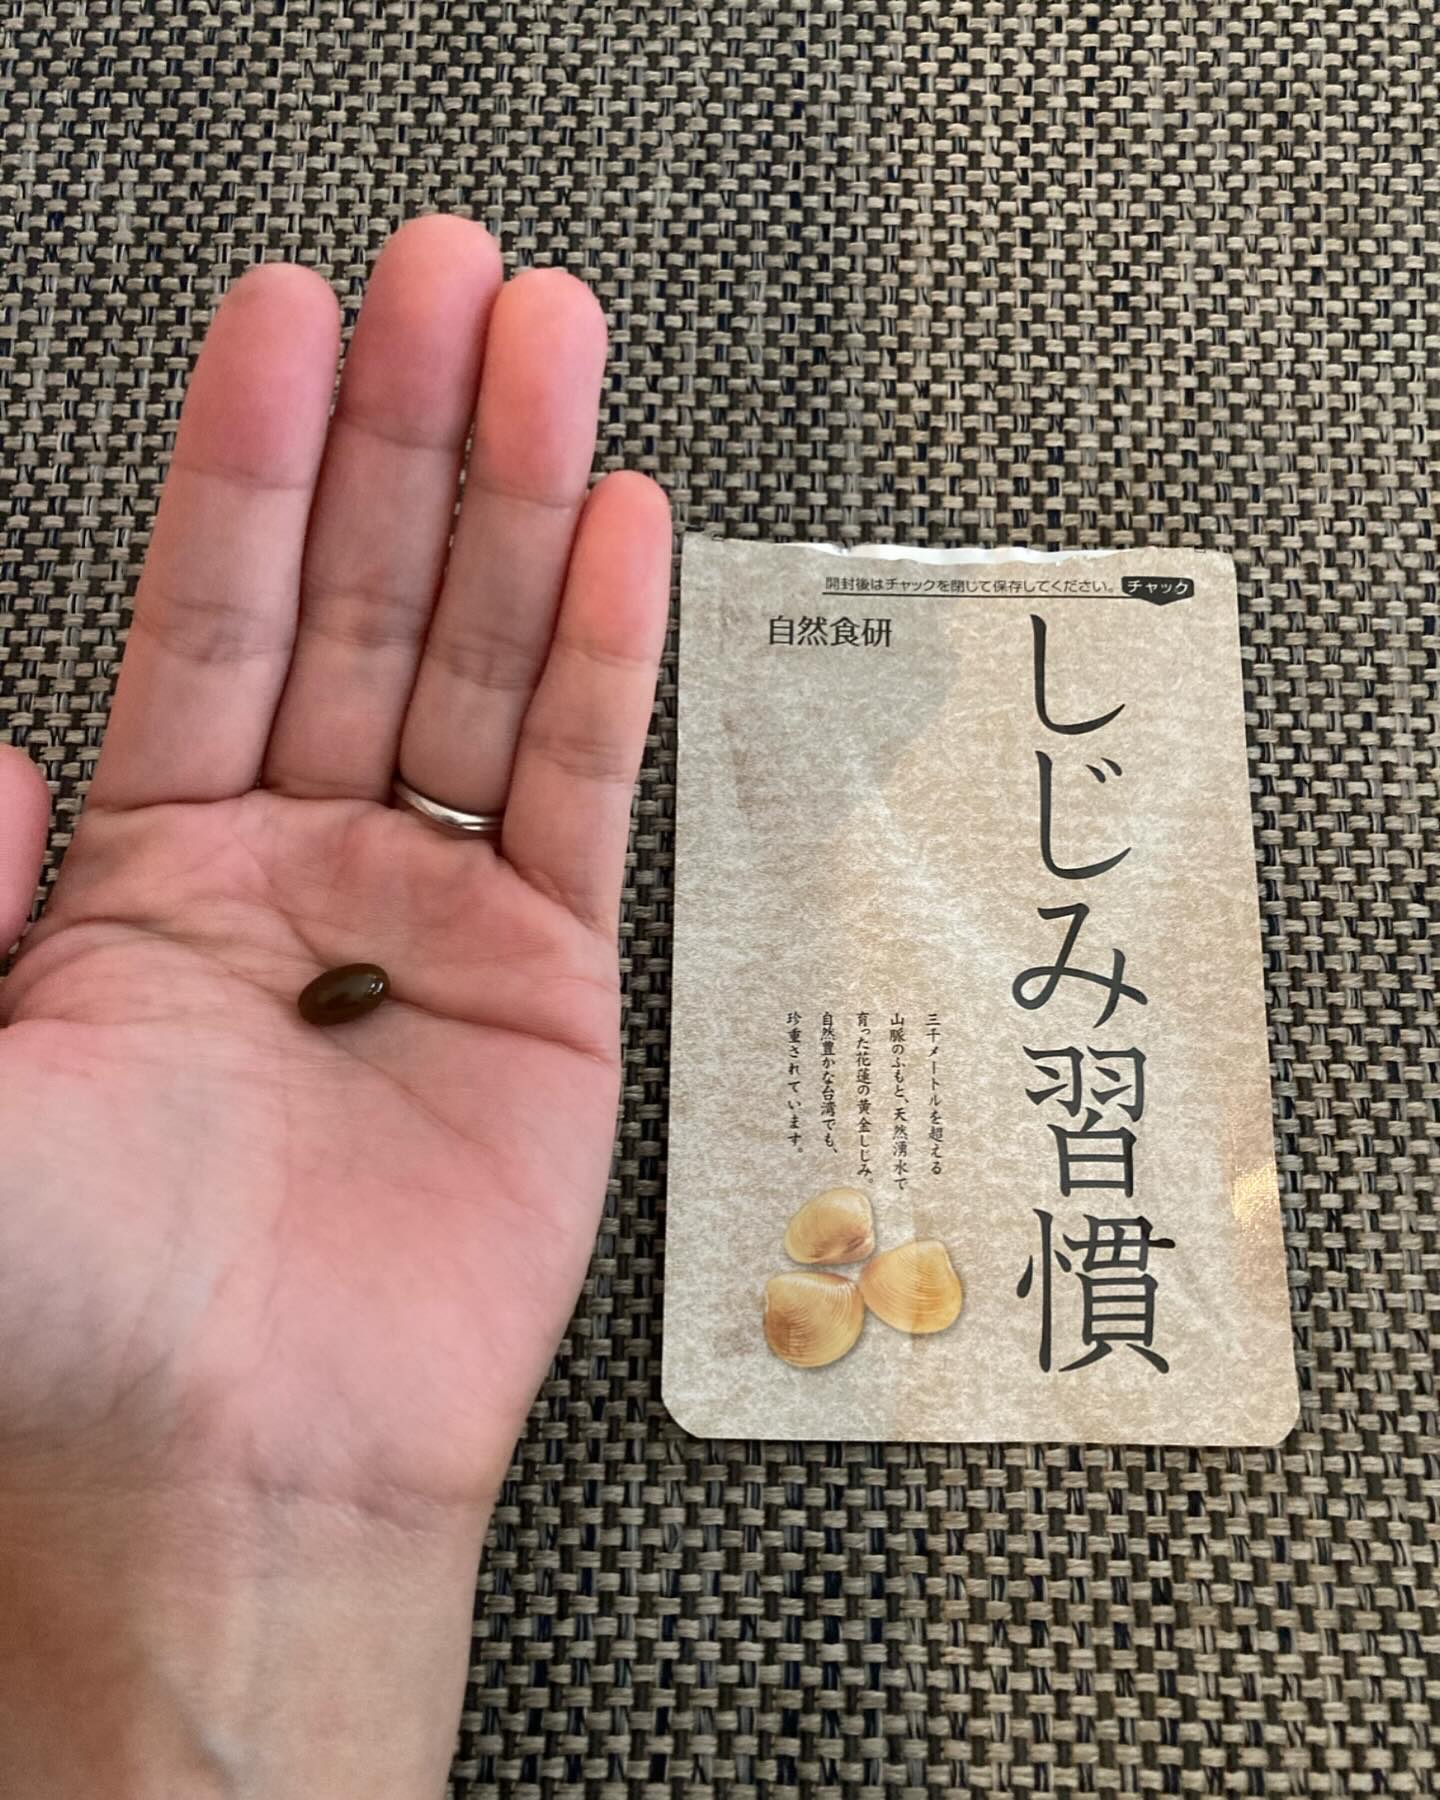 開封後はチャックを閉じて保存してください。 チャック
自然食研
しじみ習慣
三千メートルを超える
山脈のふもと、天然湧水で
育った花蓮の黄金しじみ。
自然豊かな台湾でも、
珍重されています。